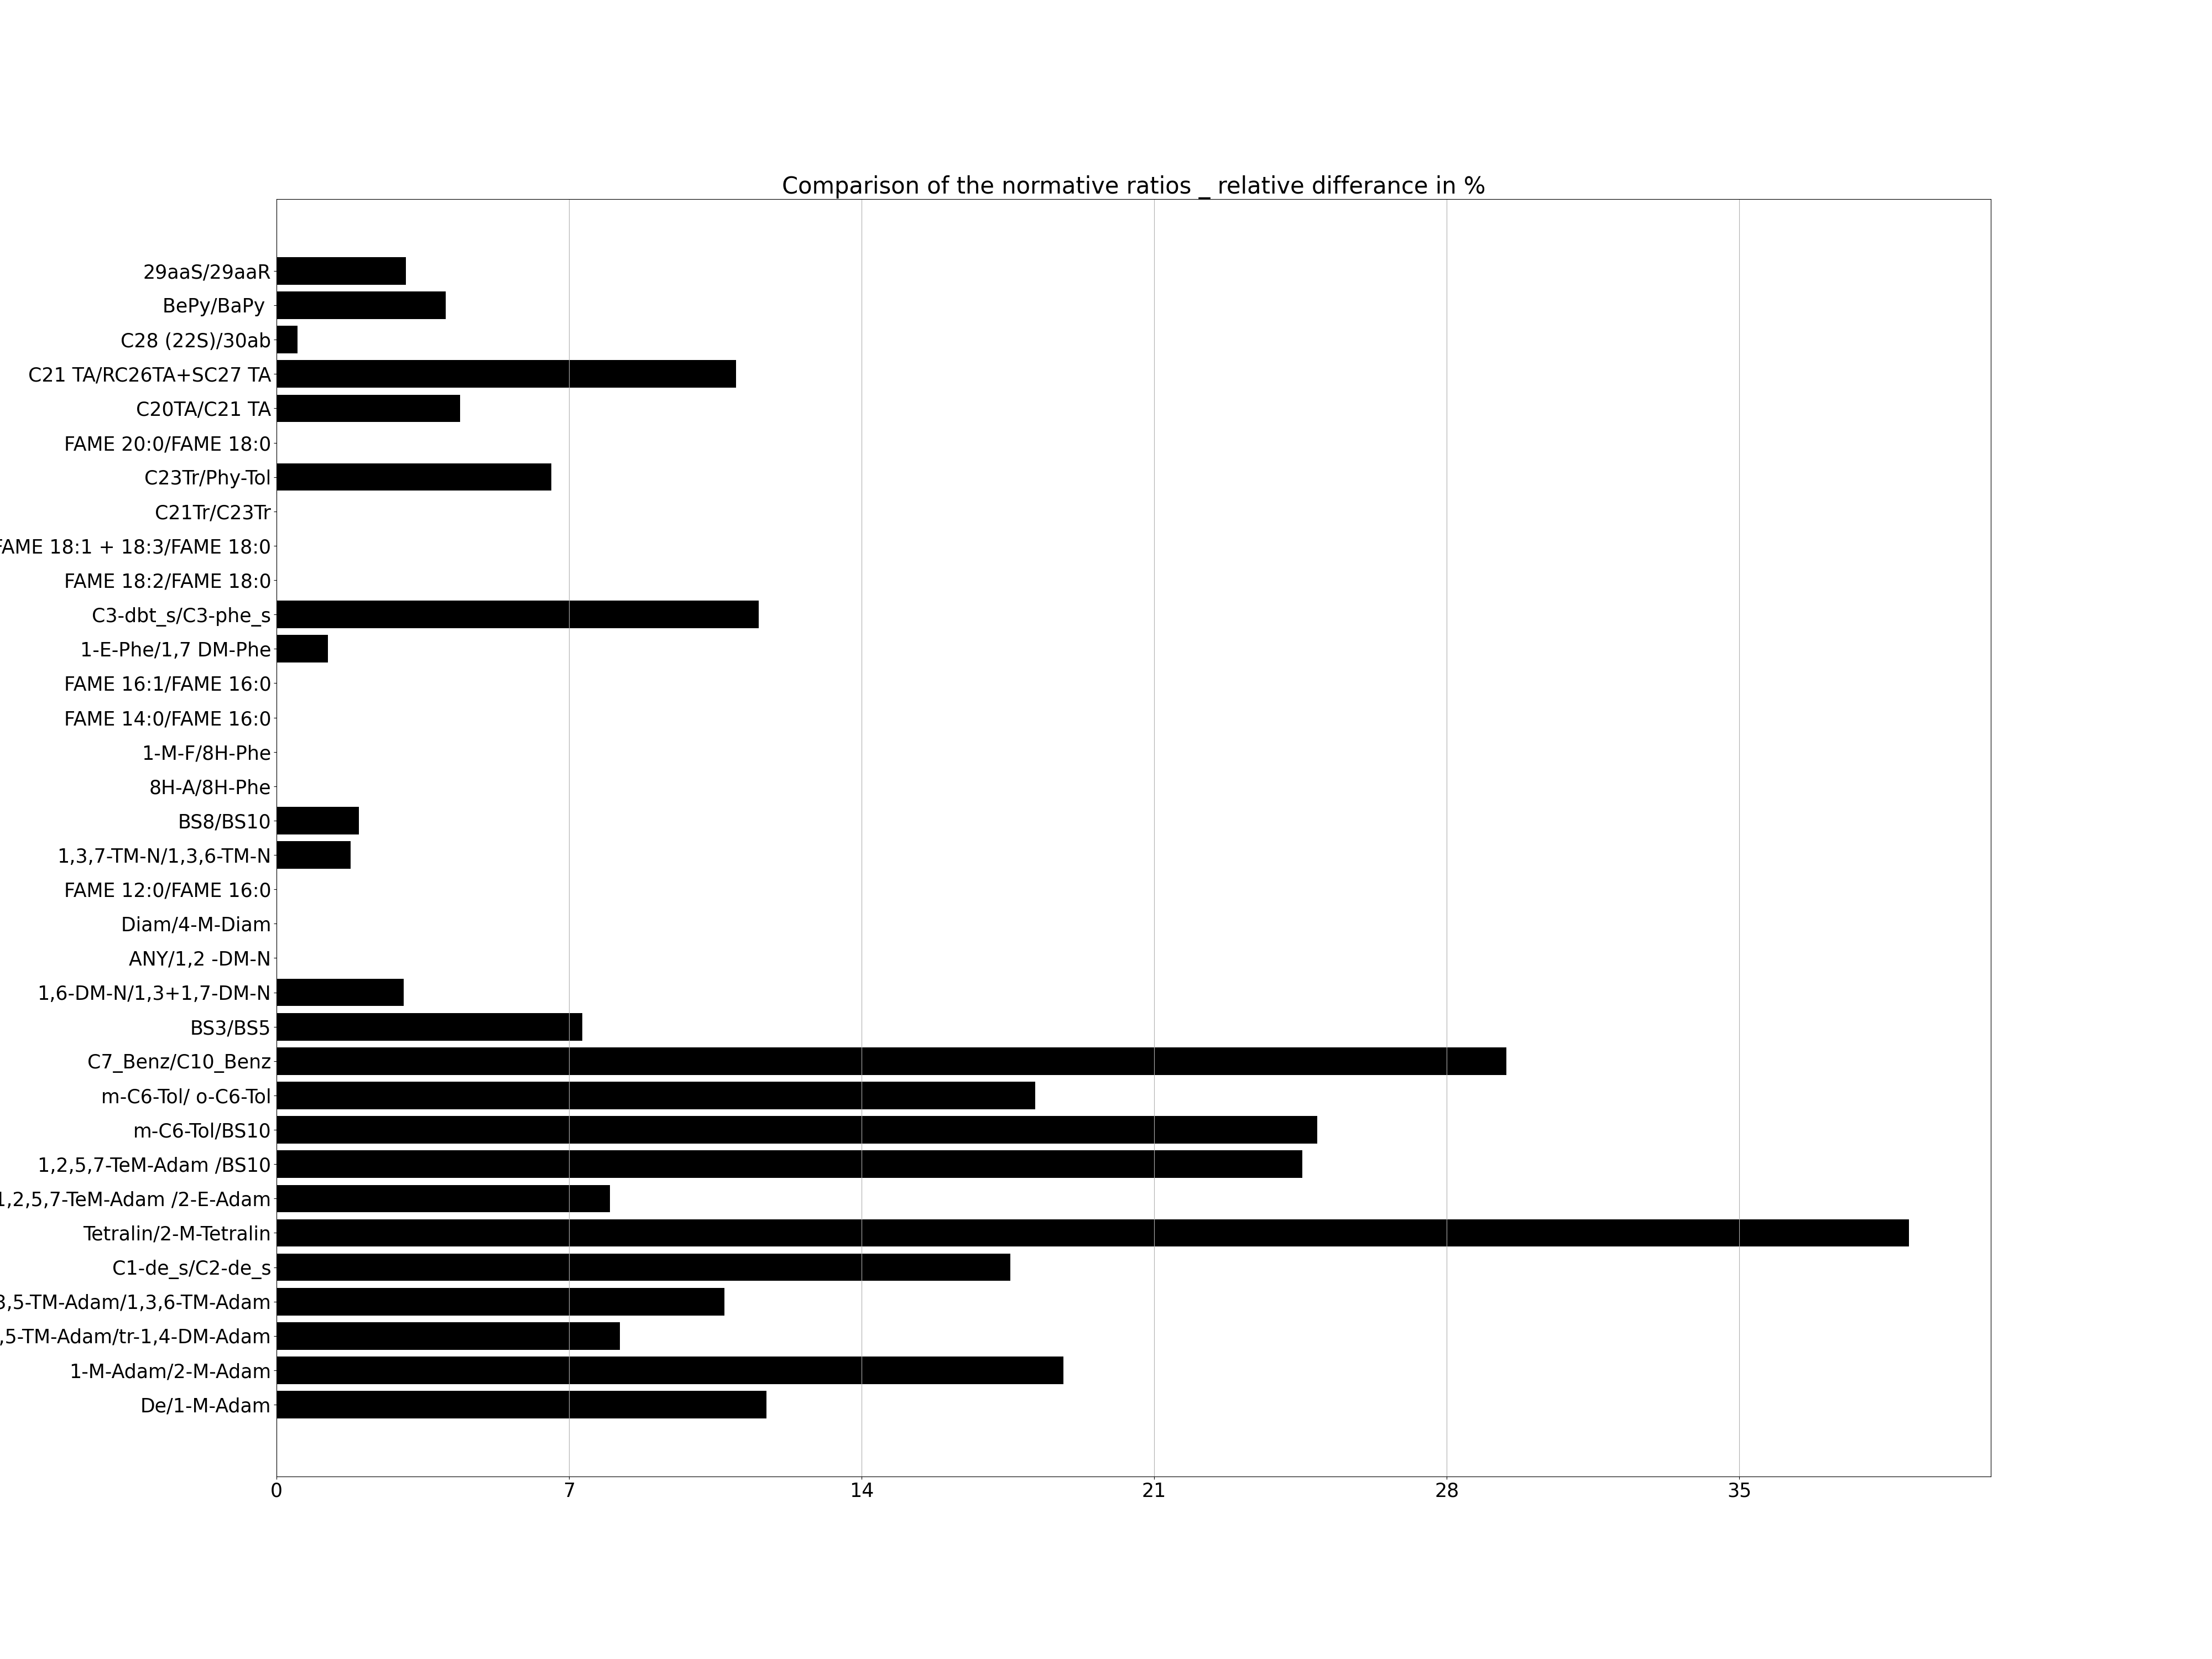 Comparison of the normative ratios _ relative differance in %
29aaS/29aaR
BePy/BaPy
C28 (22S)/30ab
C21 TA/RC26TA+SC27 TA
C20TA/C21 TA
FAME 20:0/FAME 18:0
C23Tr/Phy-Tol
C21Tr/C23Tr
FAME 18:1 + 18:3/FAME 18:0
FAME 18:2/FAME 18:0
C3-dbt_s/C3-phe_s
1-E-Phe/1,7 DM-Phe
FAME 16:1/FAME 16:0
FAME 14:0/FAME 16:0
1-M-F/8H-Phe
8H-A/8H-Phe
BS8/BS10
1,3,7-TM-N/1,3,6-TM-N
FAME 12:0/FAME 16:0
Diam/4-M-Diam
ANY/1,2 -DM-N
1,6-DM-N/1,3+1,7-DM-N
BS3/BS5
C7_Benz/C10_Benz
m-C6-Tol/ o-C6-Tol
m-C6-Tol/BS10
1,2,5,7-TeM-Adam /BS10
1,2,5,7-TeM-Adam /2-E-Adam
Tetralin/2-M-Tetralin
C1-de_s/C2-de_s
3,5-TM-Adam/1,3,6-TM-Adam
,5-TM-Adam/tr-1,4-DM-Adam
1-M-Adam/2-M-Adam
De/1-M-Adam
0 7 14 21 28 35